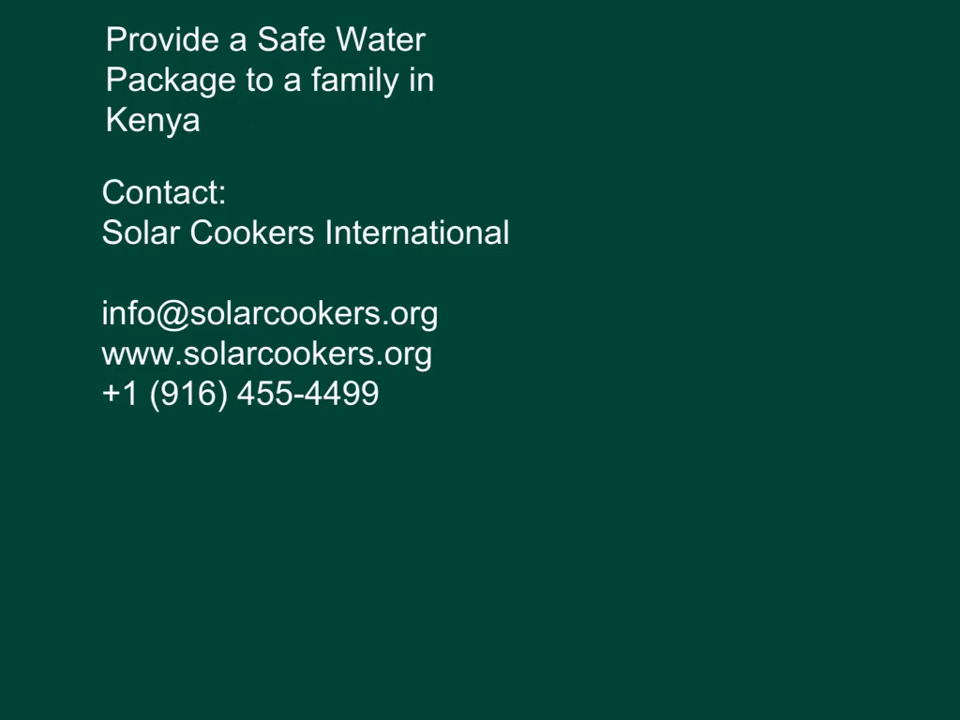 Provide a Safe Water
Package to a family in
Kenya
Contact:
Solar Cookers International
info@solarcookers.org
www.solarcookers.org
+1 (916) 455-4499